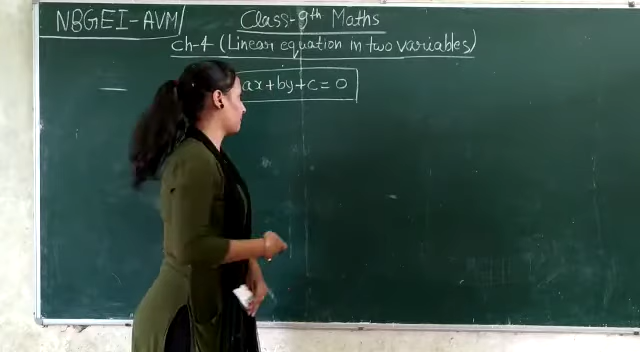 NBGEI-AVM/
Class-9th Maths
Ch-4 (Linear equation in two variables)
ax+by+c=0